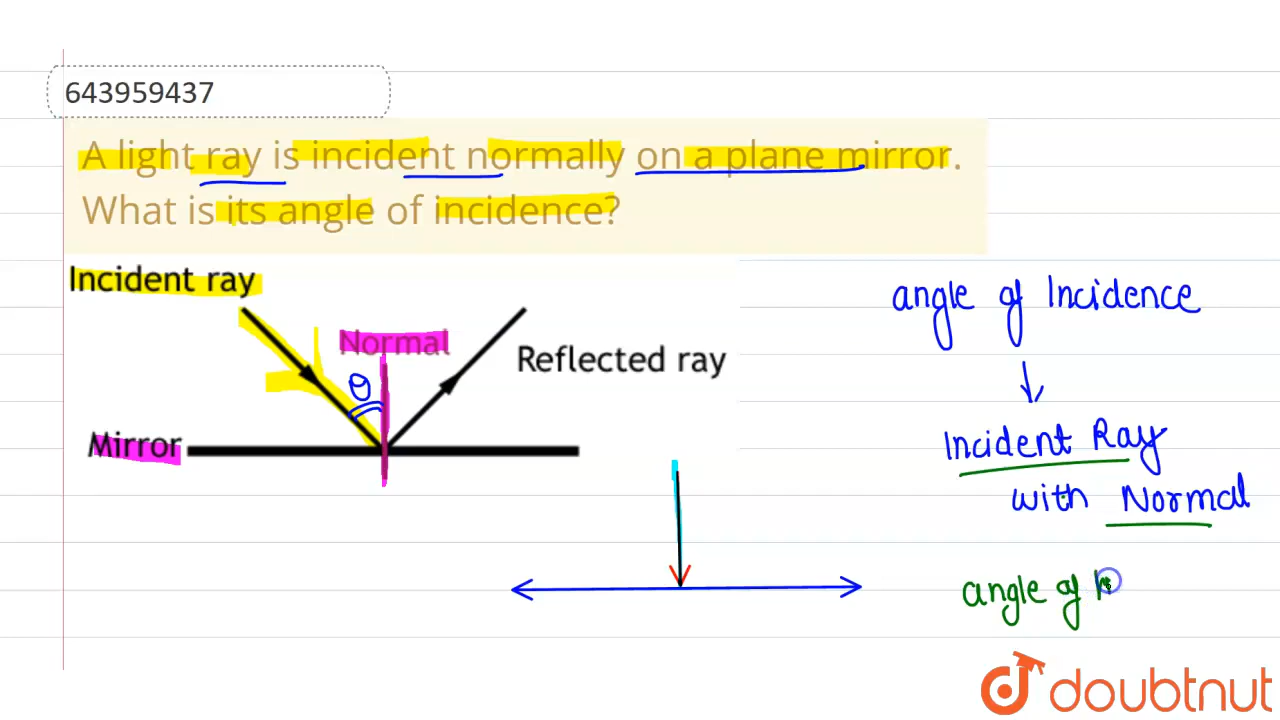 643959437
A light ray is incident normally on a plane mirror.
What is its angle of incidence?
Incident ray
Normal
Reflected ray
θ
Mirror
angle of Incidence
Incident Ray
with Normal
angle of
doubtnut